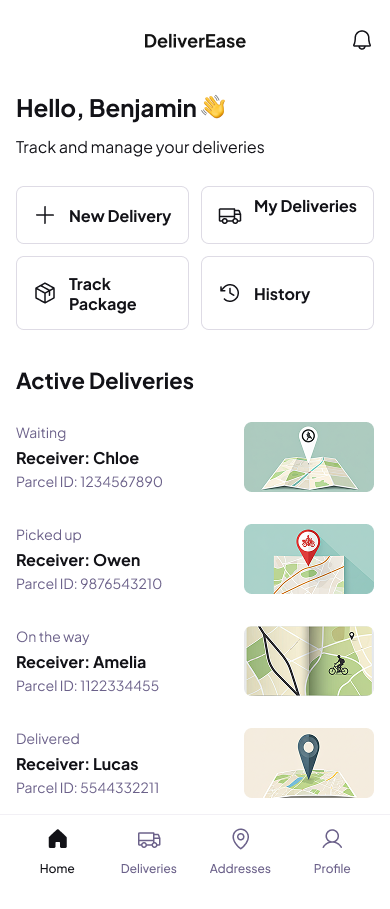 DeliverEase
Hello, Benjamin👋
Track and manage your deliveries
New Delivery
My Deliveries
Track
Package
History
Active Deliveries
Waiting
Receiver: Chloe
Parcel ID: 1234567890
Picked up
Receiver: Owen
Parcel ID: 9876543210
On the way
Receiver: Amelia
Parcel ID: 1122334455
Delivered
Receiver: Lucas
Parcel ID: 5544332211
Home
Deliveries
Addresses
Profile